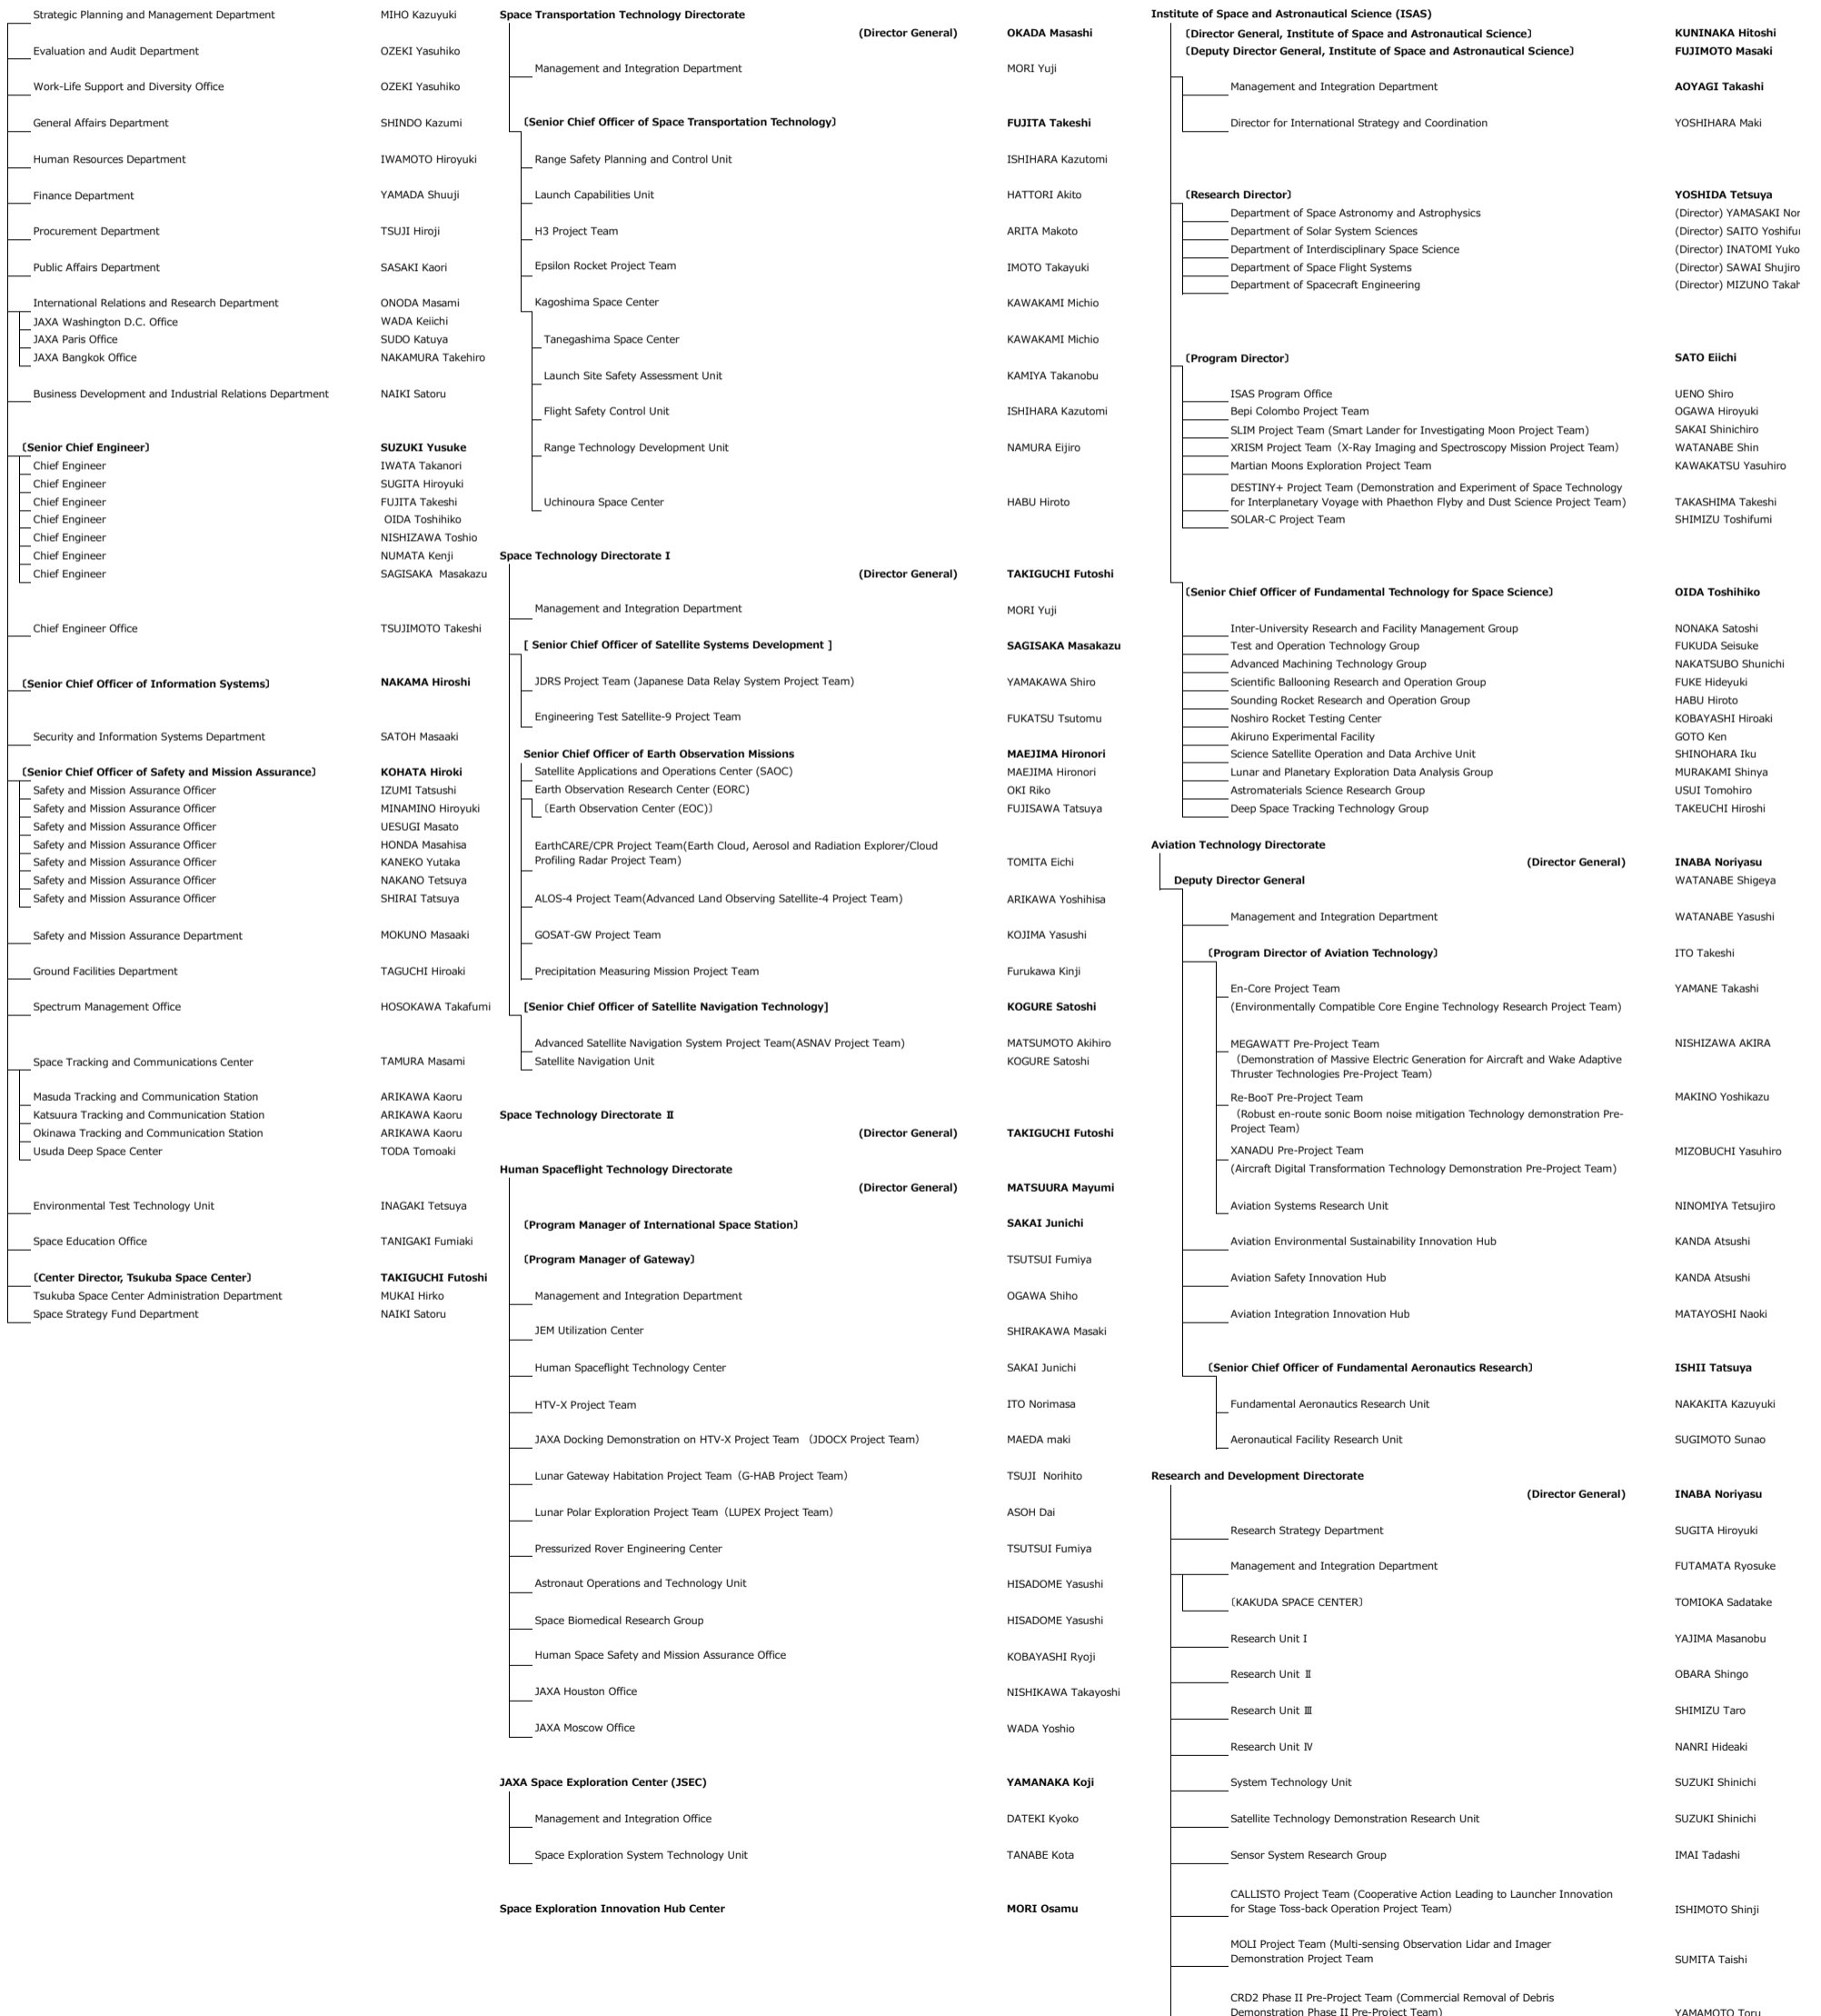 Strategic Planning and Management Department MIHO Kazuyuki
Evaluation and Audit Department OZEKI Yasuhiko
Work-Life Support and Diversity Office OZEKI Yasuhiko
General Affairs Department SHINDO Kazumi
Human Resources Department IWAMOTO Hiroyuki
Finance Department YAMADA Shuuji
Procurement Department TSUJI Hiroji
Public Affairs Department SASAKI Kaori
International Relations and Research Department ONODA Masami
JAXA Washington D.C. Office WADA Keiichi
JAXA Paris Office SUDO Katuya
JAXA Bangkok Office NAKAMURA Takehiro
Business Development and Industrial Relations Department NAIKI Satoru
〔Senior Chief Engineer〕 SUZUKI Yusuke
Chief Engineer IWATA Takanori
Chief Engineer SUGITA Hiroyuki
Chief Engineer FUJITA Takeshi
Chief Engineer OIDA Toshihiko
Chief Engineer NISHIZAWA Toshio
Chief Engineer NUMATA Kenji
Chief Engineer SAGISAKA Masakazu
Chief Engineer Office TSUJIMOTO Takeshi
〔Senior Chief Officer of Information Systems〕 NAKAMA Hiroshi
Security and Information Systems Department SATOH Masaaki
〔Senior Chief Officer of Safety and Mission Assurance〕 KOHATA Hiroki
Safety and Mission Assurance Officer IZUMI Tatsushi
Safety and Mission Assurance Officer MINAMINO Hiroyuki
Safety and Mission Assurance Officer UESUGI Masato
Safety and Mission Assurance Officer HONDA Masahisa
Safety and Mission Assurance Officer KANEKO Yutaka
Safety and Mission Assurance Officer NAKANO Tetsuya
Safety and Mission Assurance Officer SHIRAI Tatsuya
Safety and Mission Assurance Department MOKUNO Masaaki
Ground Facilities Department TAGUCHI Hiroaki
Spectrum Management Office HOSOKAWA Takafumi
Space Tracking and Communications Center TAMURA Masami
Masuda Tracking and Communication Station ARIKAWA Kaoru
Katsuura Tracking and Communication Station ARIKAWA Kaoru
Okinawa Tracking and Communication Station ARIKAWA Kaoru
Usuda Deep Space Center TODA Tomoaki
Environmental Test Technology Unit INAGAKI Tetsuya
Space Education Office TANIGAKI Fumiaki
〔Center Director, Tsukuba Space Center〕 TAKIGUCHI Futoshi
Tsukuba Space Center Administration Department MUKAI Hirko
Space Strategy Fund Department NAIKI Satoru
Space Transportation Technology Directorate
(Director General) OKADA Masashi
Management and Integration Department MORI Yuji
〔Senior Chief Officer of Space Transportation Technology〕 FUJITA Takeshi
Range Safety Planning and Control Unit ISHIHARA Kazutomi
Launch Capabilities Unit HATTORI Akito
H3 Project Team ARITA Makoto
Epsilon Rocket Project Team IMOTO Takayuki
Kagoshima Space Center KAWAKAMI Michio
Tanegashima Space Center KAWAKAMI Michio
Launch Site Safety Assessment Unit KAMIYA Takanobu
Flight Safety Control Unit ISHIHARA Kazutomi
Range Technology Development Unit NAMURA Eijiro
Uchinoura Space Center HABU Hiroto
Space Technology Directorate I
(Director General) TAKIGUCHI Futoshi
Management and Integration Department MORI Yuji
[ Senior Chief Officer of Satellite Systems Development ] SAGISAKA Masakazu
JDRS Project Team (Japanese Data Relay System Project Team) YAMAKAWA Shiro
Engineering Test Satellite-9 Project Team FUKATSU Tsutomu
Senior Chief Officer of Earth Observation Missions MAEJIMA Hironori
Satellite Applications and Operations Center (SAOC) MAEJIMA Hironori
Earth Observation Research Center (EORC) OKI Riko
〔Earth Observation Center (EOC)〕 FUJISAWA Tatsuya
EarthCARE/CPR Project Team(Earth Cloud, Aerosol and Radiation Explorer/Cloud
Profiling Radar Project Team) TOMITA Eichi
ALOS-4 Project Team(Advanced Land Observing Satellite-4 Project Team) ARIKAWA Yoshihisa
GOSAT-GW Project Team KOJIMA Yasushi
Precipitation Measuring Mission Project Team Furukawa Kinji
[Senior Chief Officer of Satellite Navigation Technology] KOGURE Satoshi
Advanced Satellite Navigation System Project Team(ASNAV Project Team) MATSUMOTO Akihiro
Satellite Navigation Unit KOGURE Satoshi
Space Technology Directorate Ⅱ
(Director General) TAKIGUCHI Futoshi
Human Spaceflight Technology Directorate
(Director General) MATSUURA Mayumi
〔Program Manager of International Space Station〕 SAKAI Junichi
〔Program Manager of Gateway〕 TSUTSUI Fumiya
Management and Integration Department OGAWA Shiho
JEM Utilization Center SHIRAKAWA Masaki
Human Spaceflight Technology Center SAKAI Junichi
HTV-X Project Team ITO Norimasa
JAXA Docking Demonstration on HTV-X Project Team （JDOCX Project Team） MAEDA maki
Lunar Gateway Habitation Project Team（G-HAB Project Team） TSUJI Norihito
Lunar Polar Exploration Project Team（LUPEX Project Team） ASOH Dai
Pressurized Rover Engineering Center TSUTSUI Fumiya
Astronaut Operations and Technology Unit HISADOME Yasushi
Space Biomedical Research Group HISADOME Yasushi
Human Space Safety and Mission Assurance Office KOBAYASHI Ryoji
JAXA Houston Office NISHIKAWA Takayoshi
JAXA Moscow Office WADA Yoshio
JAXA Space Exploration Center (JSEC) YAMANAKA Koji
Management and Integration Office DATEKI Kyoko
Space Exploration System Technology Unit TANABE Kota
Space Exploration Innovation Hub Center MORI Osamu
Institute of Space and Astronautical Science (ISAS)
〔Director General, Institute of Space and Astronautical Science〕 KUNINAKA Hitoshi
〔Deputy Director General, Institute of Space and Astronautical Science〕 FUJIMOTO Masaki
Management and Integration Department AOYAGI Takashi
Director for International Strategy and Coordination YOSHIHARA Maki
〔Research Director〕 YOSHIDA Tetsuya
Department of Space Astronomy and Astrophysics (Director) YAMASAKI
Department of Solar System Sciences (Director) SAITO
Department of Interdisciplinary Space Science (Director) INATOMI Yuko
Department of Space Flight Systems (Director) SAWAI Shujiro
Department of Spacecraft Engineering (Director) MIZUNO
〔Program Director〕 SATO Eiichi
ISAS Program Office UENO Shiro
Bepi Colombo Project Team OGAWA Hiroyuki
SLIM Project Team (Smart Lander for Investigating Moon Project Team) SAKAI Shinichiro
XRISM Project Team（X-Ray Imaging and Spectroscopy Mission Project Team） WATANABE Shin
Martian Moons Exploration Project Team KAWAKATSU Yasuhiro
DESTINY+ Project Team (Demonstration and Experiment of Space Technology
for Interplanetary Voyage with Phaethon Flyby and Dust Science Project Team) TAKASHIMA Takeshi
SOLAR-C Project Team SHIMIZU Toshifumi
〔Senior Chief Officer of Fundamental Technology for Space Science〕 OIDA Toshihiko
Inter-University Research and Facility Management Group NONAKA Satoshi
Test and Operation Technology Group FUKUDA Seisuke
Advanced Machining Technology Group NAKATSUBO Shunichi
Scientific Ballooning Research and Operation Group FUKE Hideyuki
Sounding Rocket Research and Operation Group HABU Hiroto
Noshiro Rocket Testing Center KOBAYASHI Hiroaki
Akiruno Experimental Facility GOTO Ken
Science Satellite Operation and Data Archive Unit SHINOHARA Iku
Lunar and Planetary Exploration Data Analysis Group MURAKAMI Shinya
Astromaterials Science Research Group USUI Tomohiro
Deep Space Tracking Technology Group TAKEUCHI Hiroshi
Aviation Technology Directorate
(Director General) INABA Noriyasu
Deputy Director General WATANABE Shigeya
Management and Integration Department WATANABE Yasushi
〔Program Director of Aviation Technology〕 ITO Takeshi
En-Core Project Team YAMANE Takashi
(Environmentally Compatible Core Engine Technology Research Project Team)
MEGAWATT Pre-Project Team NISHIZAWA AKIRA
（Demonstration of Massive Electric Generation for Aircraft and Wake Adaptive
Thruster Technologies Pre-Project Team）
Re-BooT Pre-Project Team MAKINO Yoshikazu
（Robust en-route sonic Boom noise mitigation Technology demonstration Pre-
Project Team）
XANADU Pre-Project Team MIZOBUCHI Yasuhiro
(Aircraft Digital Transformation Technology Demonstration Pre-Project Team)
Aviation Systems Research Unit NINOMIYA Tetsujiro
Aviation Environmental Sustainability Innovation Hub KANDA Atsushi
Aviation Safety Innovation Hub KANDA Atsushi
Aviation Integration Innovation Hub MATAYOSHI Naoki
〔Senior Chief Officer of Fundamental Aeronautics Research〕 ISHII Tatsuya
Fundamental Aeronautics Research Unit NAKAKITA Kazuyuki
Aeronautical Facility Research Unit SUGIMOTO Sunao
Research and Development Directorate
(Director General) INABA Noriyasu
Research Strategy Department SUGITA Hiroyuki
Management and Integration Department FUTAMATA Ryosuke
〔KAKUDA SPACE CENTER〕 TOMIOKA Sadatake
Research Unit I YAJIMA Masanobu
Research Unit Ⅱ OBARA Shingo
Research Unit Ⅲ SHIMIZU Taro
Research Unit Ⅳ NANRI Hideaki
System Technology Unit SUZUKI Shinichi
Satellite Technology Demonstration Research Unit SUZUKI Shinichi
Sensor System Research Group IMAI Tadashi
CALLISTO Project Team (Cooperative Action Leading to Launcher Innovation
for Stage Toss-back Operation Project Team) ISHIMOTO Shinji
MOLI Project Team (Multi-sensing Observation Lidar and Imager
Demonstration Project Team SUMITA Taishi
CRD2 Phase II Pre-Project Team (Commercial Removal of Debris
Demonstration Phase II Pre-Project Team) YAMAMOTO Toru